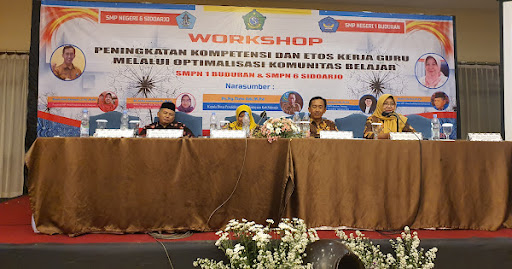 SMP NEGERI 6 SIDOARJO
SMP NEGERI 1 BUDURAN
WORKSHOP
PENINGKATAN KOMPETENSI DAN ETOS KERJA GURU
MELALUI OPTIMALISASI KOMUNITAS BELAJAR
SMPN 1 BUDURAN & SMPN 6 SIDOARJO
Narasumber :